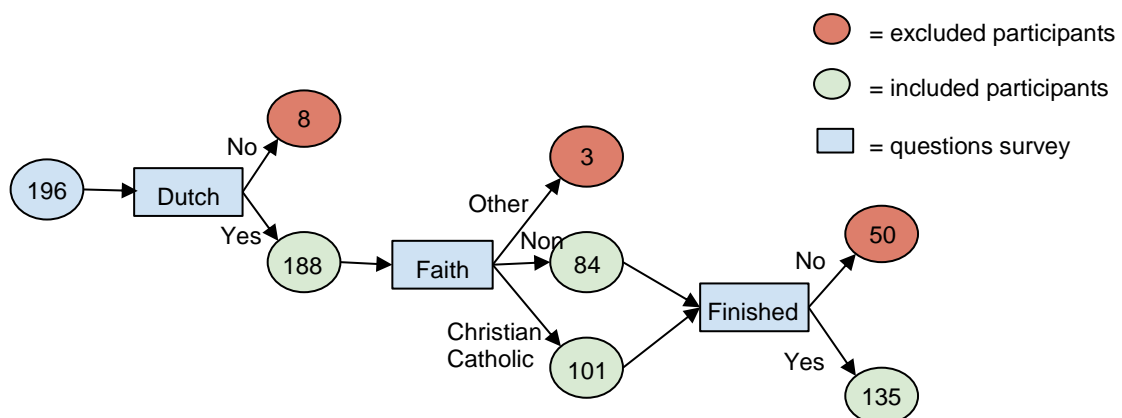 = excluded participants
= included participants
= questions survey
196
Dutch
No
8
Yes
188
Faith
Other
3
Non
84
Christian
Catholic
101
Finished
No
50
Yes
135